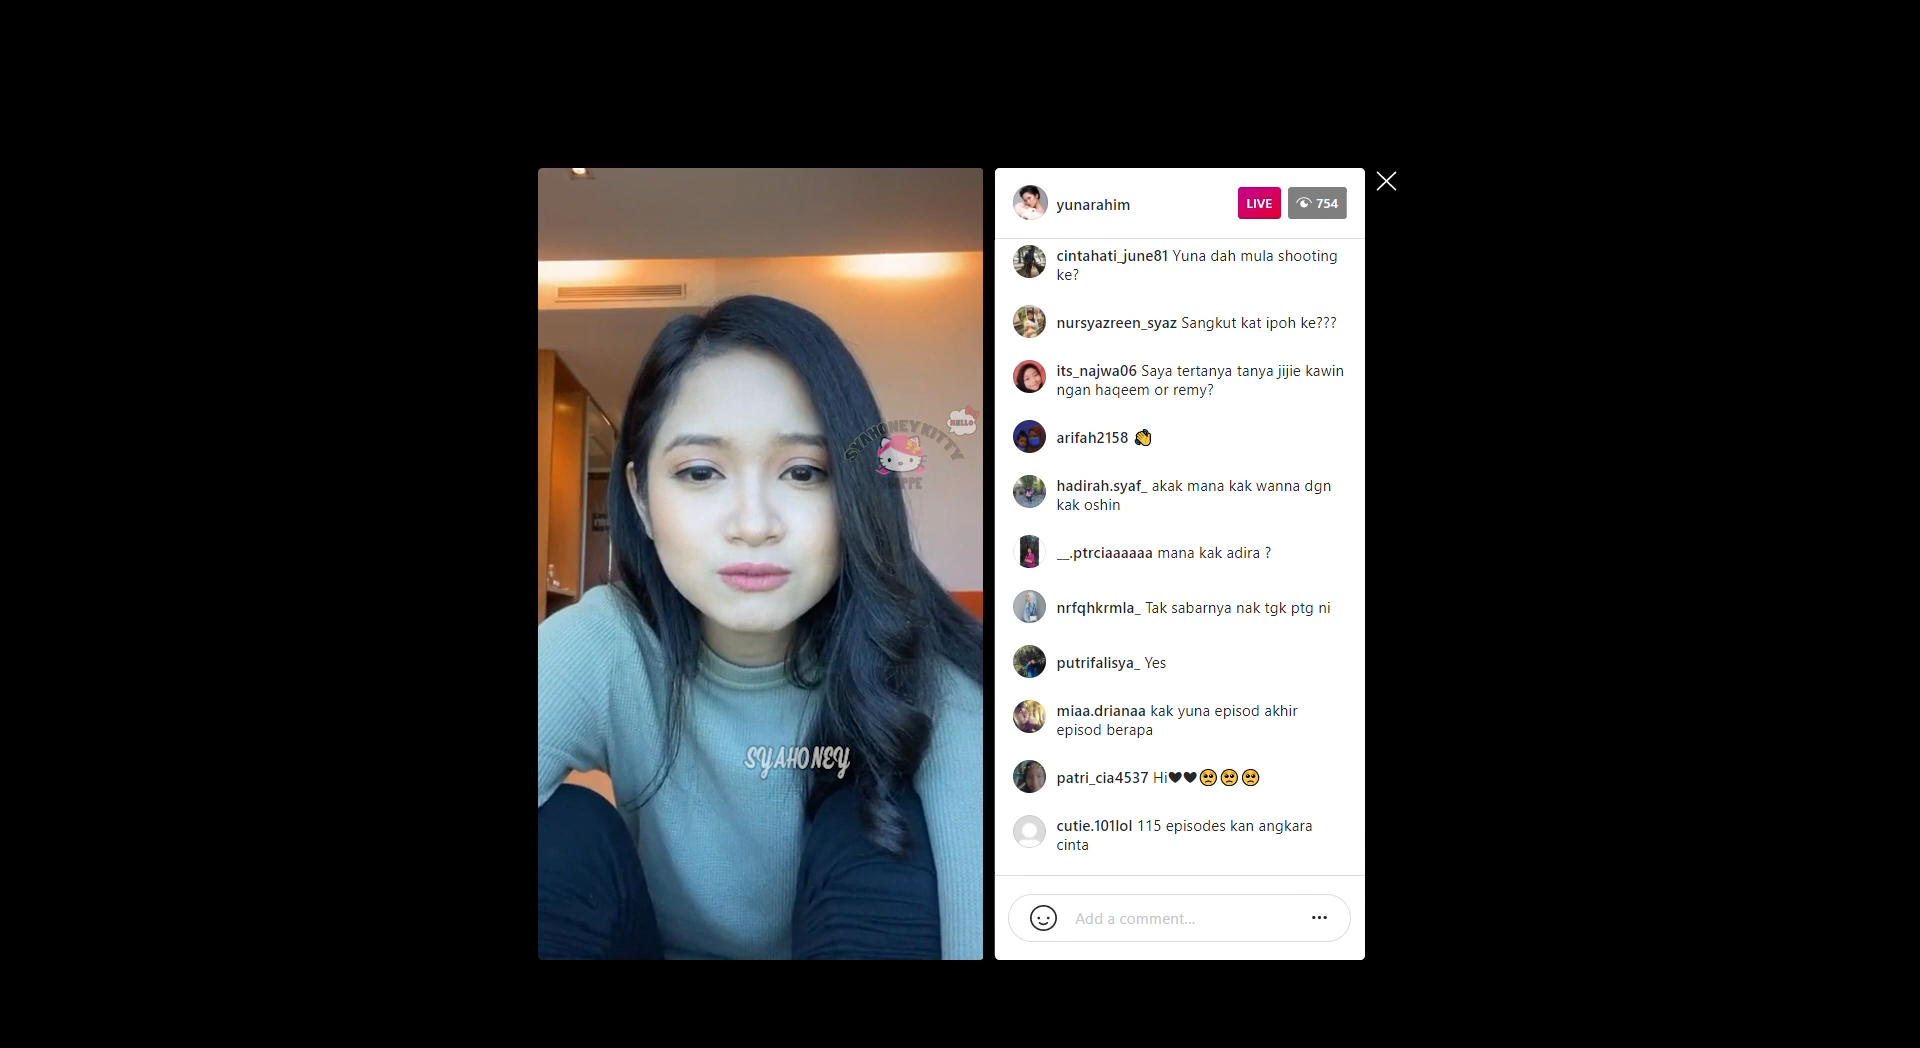 HELLO
SYAHONEYKITTY
SYAHONEY
yunarahim
LIVE
754
cintahati_june81 Yuna dah mula shooting
ke?
nursyazreen_syaz Sangkut kat ipoh ke???
its_najwa06 Saya tertanya tanya jijie kawin
ngan haqeem or remy?
arifah2158 👏
hadirah.syaf_ akak mana kak wanna dgn
kak oshin
__.ptrciaaaaaa mana kak adira ?
nrfqhkrmla_ Tak sabarnya nak tgk ptg ni
putrifalisya_ Yes
miaa.drianaa kak yuna episod akhir
episod berapa
patri_cia4537 Hi🖤🖤🥺🥺🥺
cutie.101lol 115 episodes kan angkara
cinta
Add a comment...